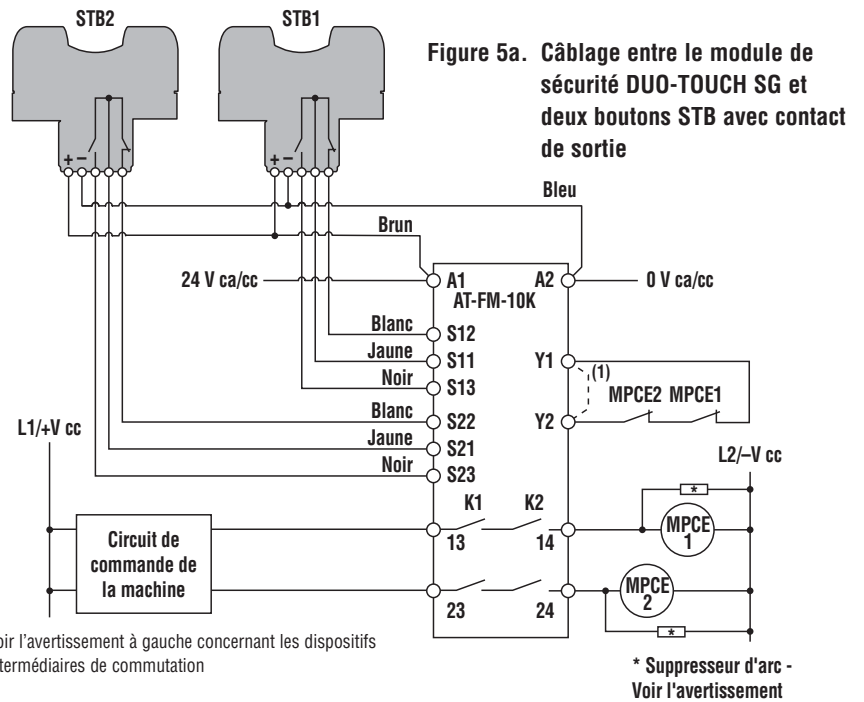 STB2
STB1
Figure 5a. Câblage entre le module de
sécurité DUO-TOUCH SG et
deux boutons STB avec contact
de sortie
+ –
+ –
Bleu
Brun
24 V ca/cc
A1
A2
0 V ca/cc
AT-FM-10K
Blanc
S12
Jaune
S11
Y1
(1)
Noir
S13
MPCE2 MPCE1
Blanc
S22
Y2
L1/+V cc
Jaune
S21
L2/–V cc
Noir
S23
K1
K2
*
Circuit de
commande de
la machine
13
14
MPCE
1
MPCE
2
23
24
*
oir l'avertissement à gauche concernant les dispositifs
termédiaires de commutation
* Suppresseur d'arc -
Voir l'avertissement